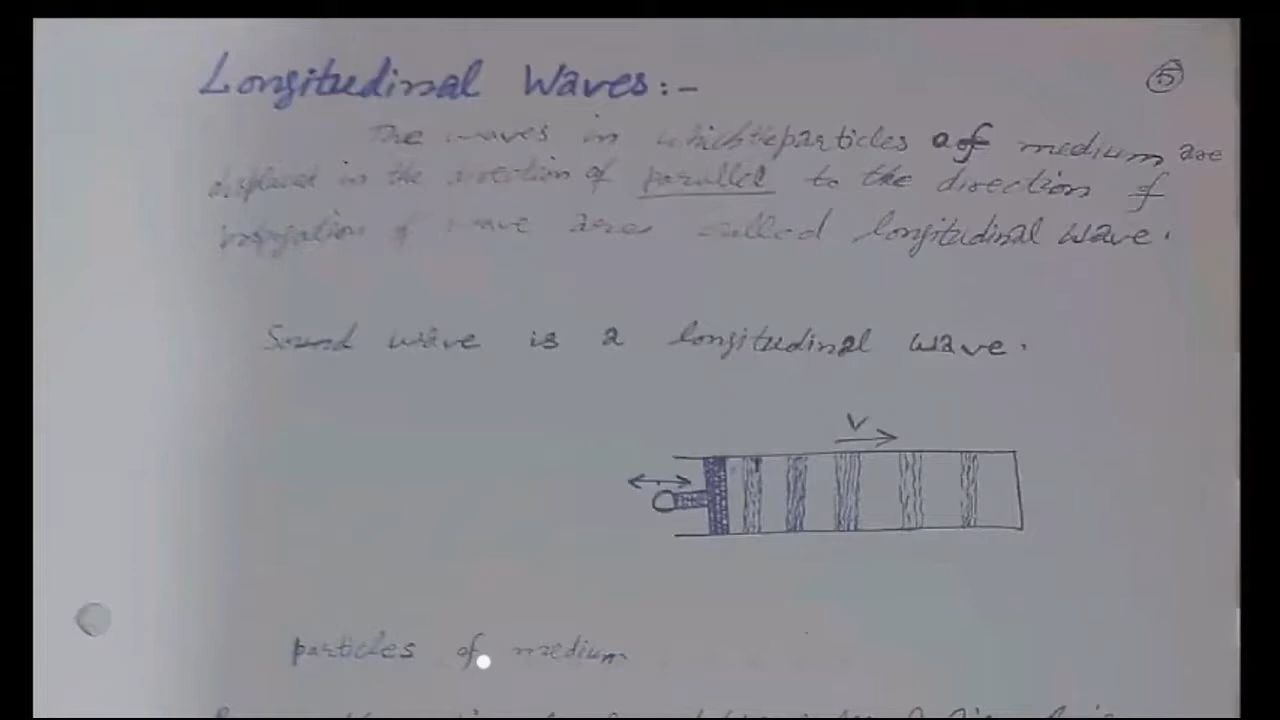 Longitudinal Waves:-
5
The waves in which the particles of medium are
displaced in the direction of parallel to the direction of
propagation of wave are called longitudinal wave.
Sound wave is a longitudinal wave.
V
particles of medium